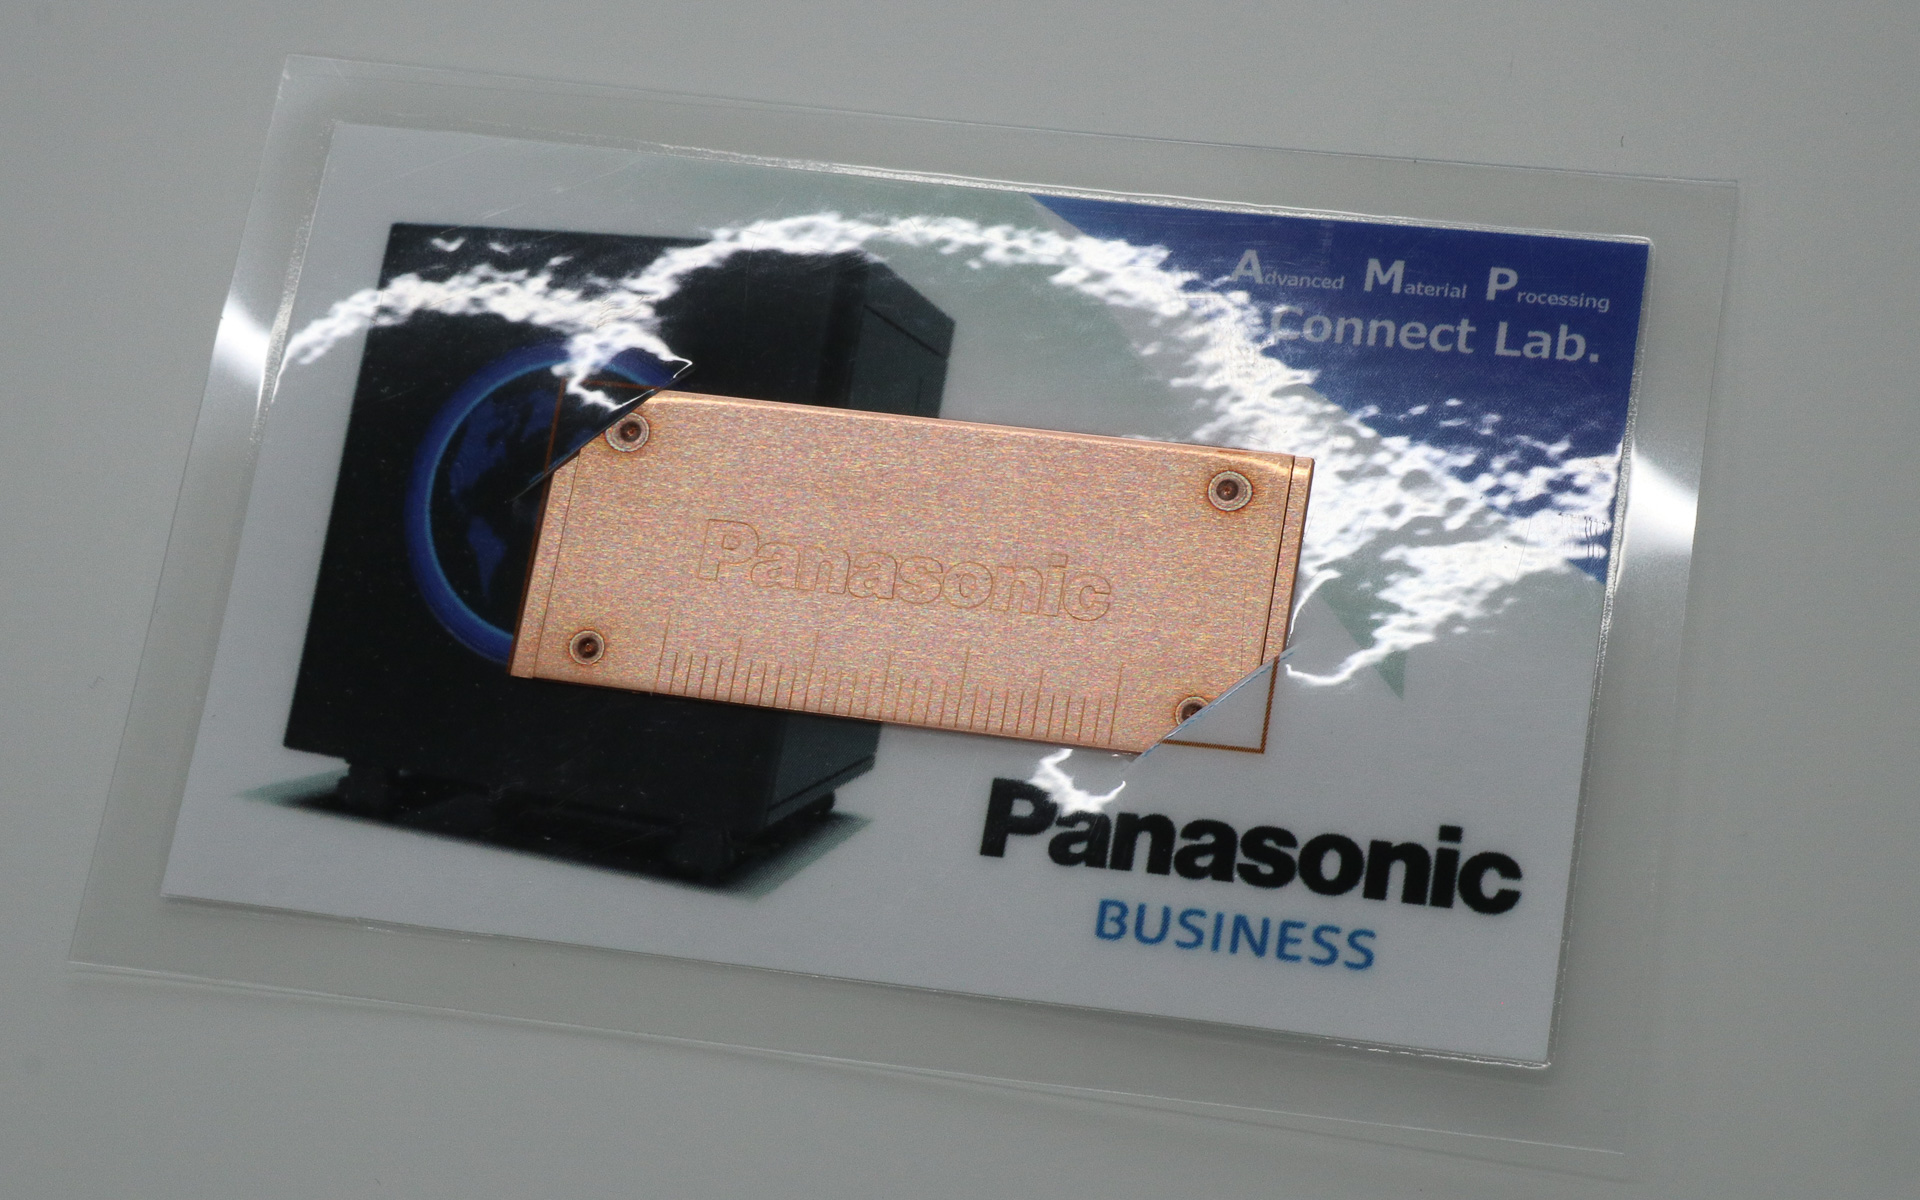 Advanced Material Processing
Connect Lab.
Panasonic
Panasonic
BUSINESS